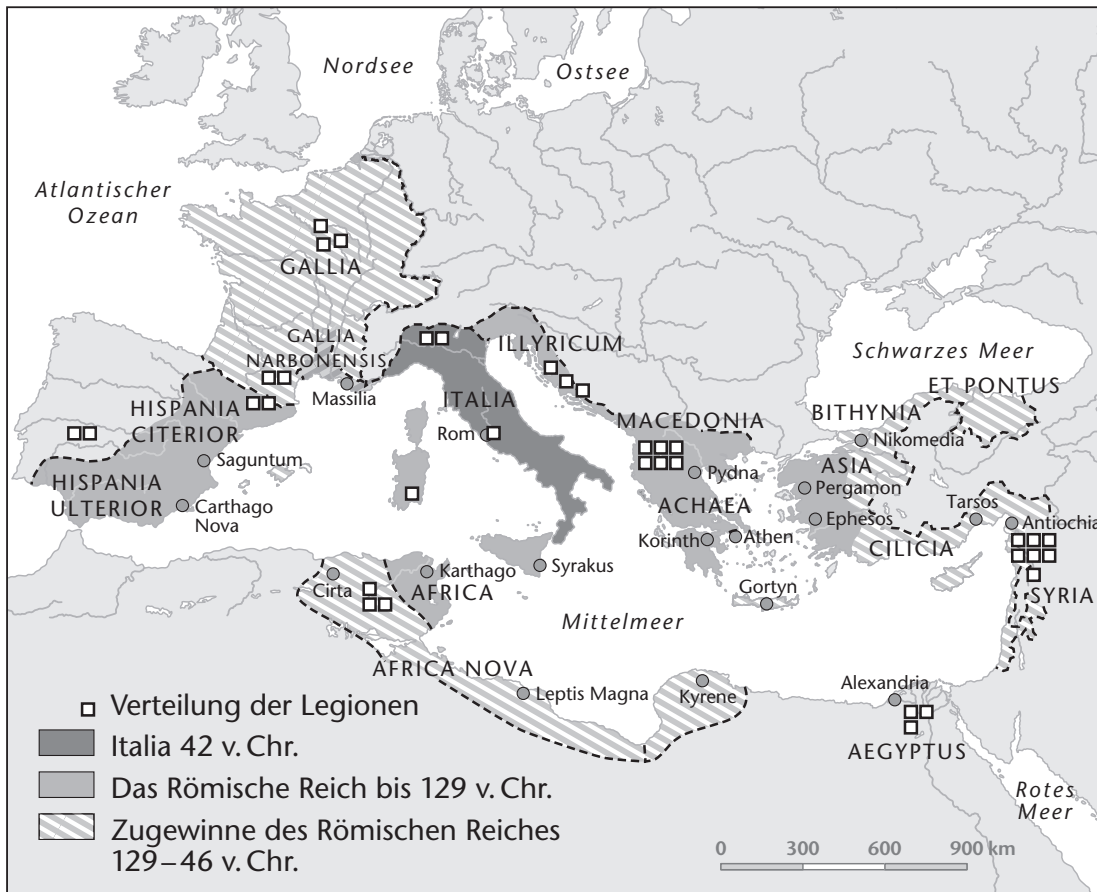 Nordsee
Ostsee
Atlantischer
Ozean
GALLIA
GALLIA
NARBONENSIS
Massilia
ILLYRICUM
Schwarzes Meer
ET PONTUS
BITHYNIA
Nikomedia
ITALIA
Rom
MACEDONIA
Pydna
ASIA
Pergamon
HISPANIA
CITERIOR
Saguntum
HISPANIA
ULTERIOR
Carthago
Nova
ACHAEA
Korinth
Athen
Ephesos
Tarsos
Antiochia
CILICIA
SYRIA
Cirta
Karthago
AFRICA
Syrakus
Gortyn
Mittelmeer
AFRICA NOVA
Leptis Magna
Kyrene
Alexandria
AEGYPTUS
Rotes
Meer
Verteilung der Legionen
Italia 42 v. Chr.
Das Römische Reich bis 129 v. Chr.
Zugewinne des Römischen Reiches
129–46 v. Chr.
0 300 600 900 km